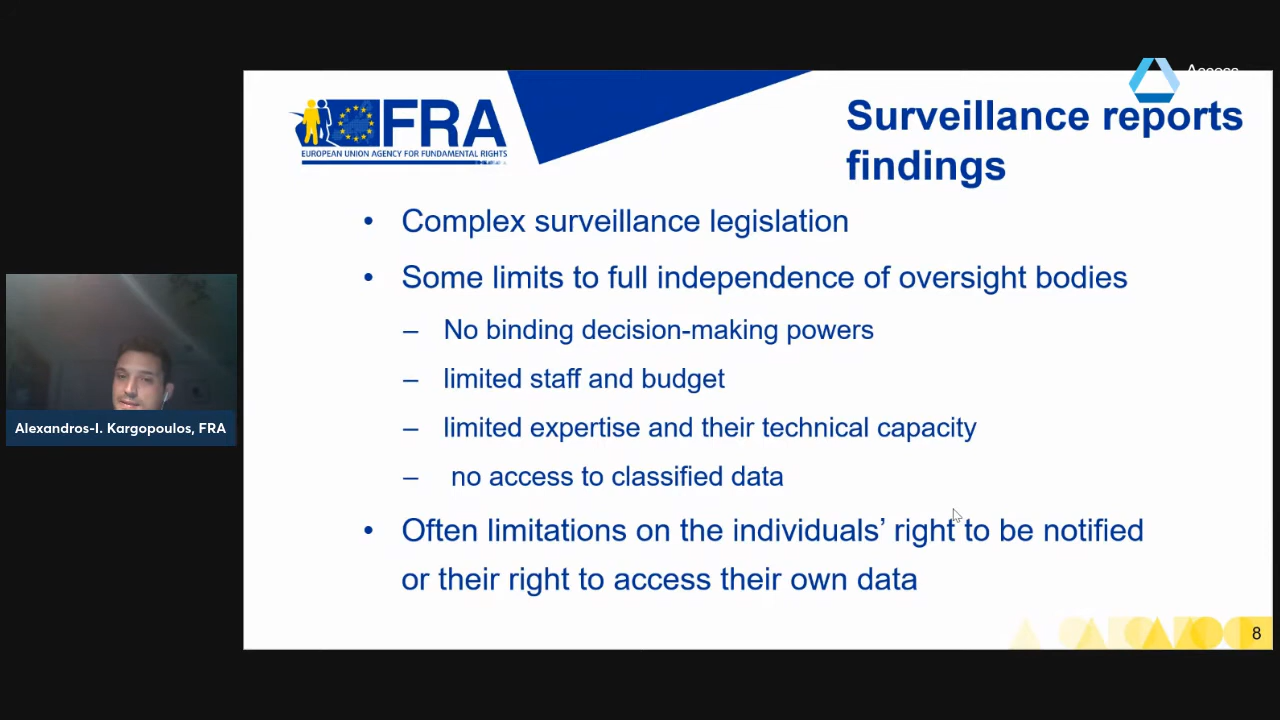 Access
FRA
EUROPEAN UNION AGENCY FOR FUNDAMENTAL RIGHTS
Surveillance reports
findings
• Complex surveillance legislation
• Some limits to full independence of oversight bodies
– No binding decision-making powers
– limited staff and budget
– limited expertise and their technical capacity
– no access to classified data
• Often limitations on the individuals’ right to be notified
or their right to access their own data
Alexandros-I. Kargopoulos, FRA
8